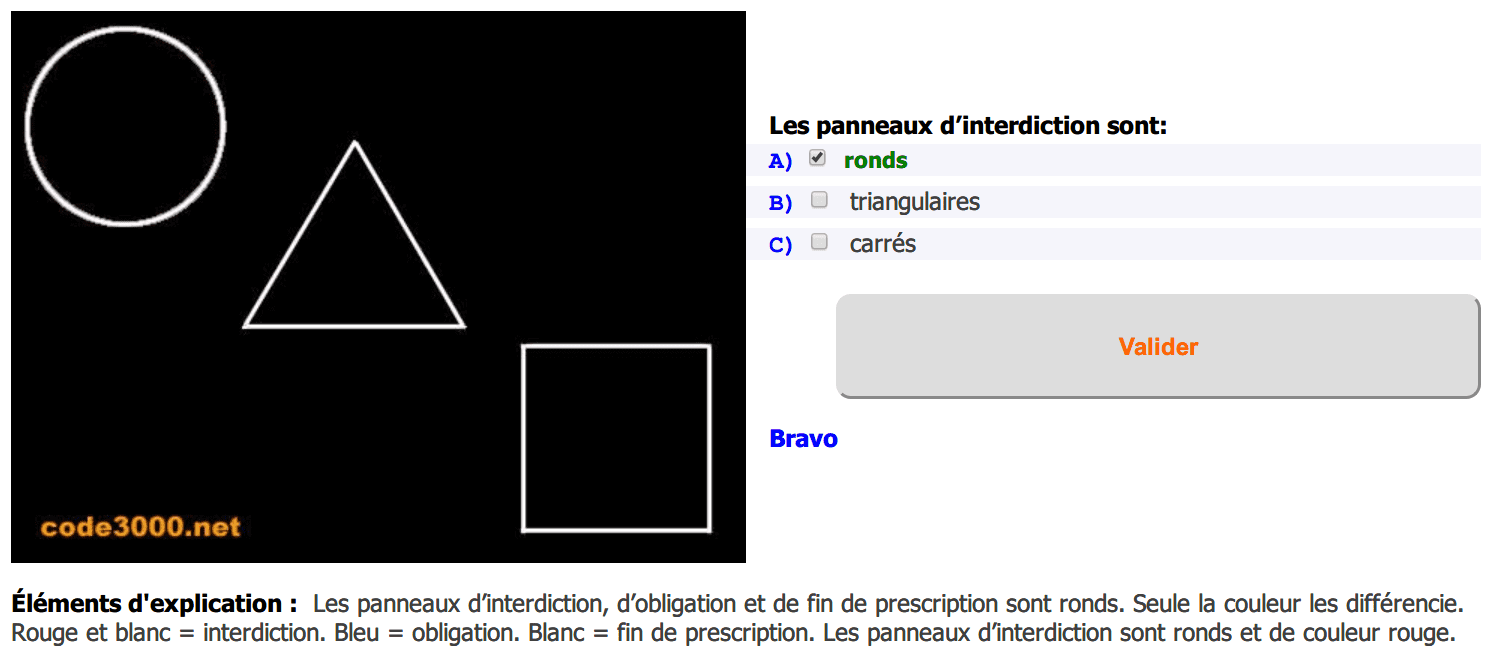 Les panneaux d’interdiction sont:
A) ronds
B) triangulaires
C) carrés
Valider
Bravo
code3000.net
Éléments d'explication : Les panneaux d’interdiction, d’obligation et de fin de prescription sont ronds. Seule la couleur les différencie.
Rouge et blanc = interdiction. Bleu = obligation. Blanc = fin de prescription. Les panneaux d’interdiction sont ronds et de couleur rouge.